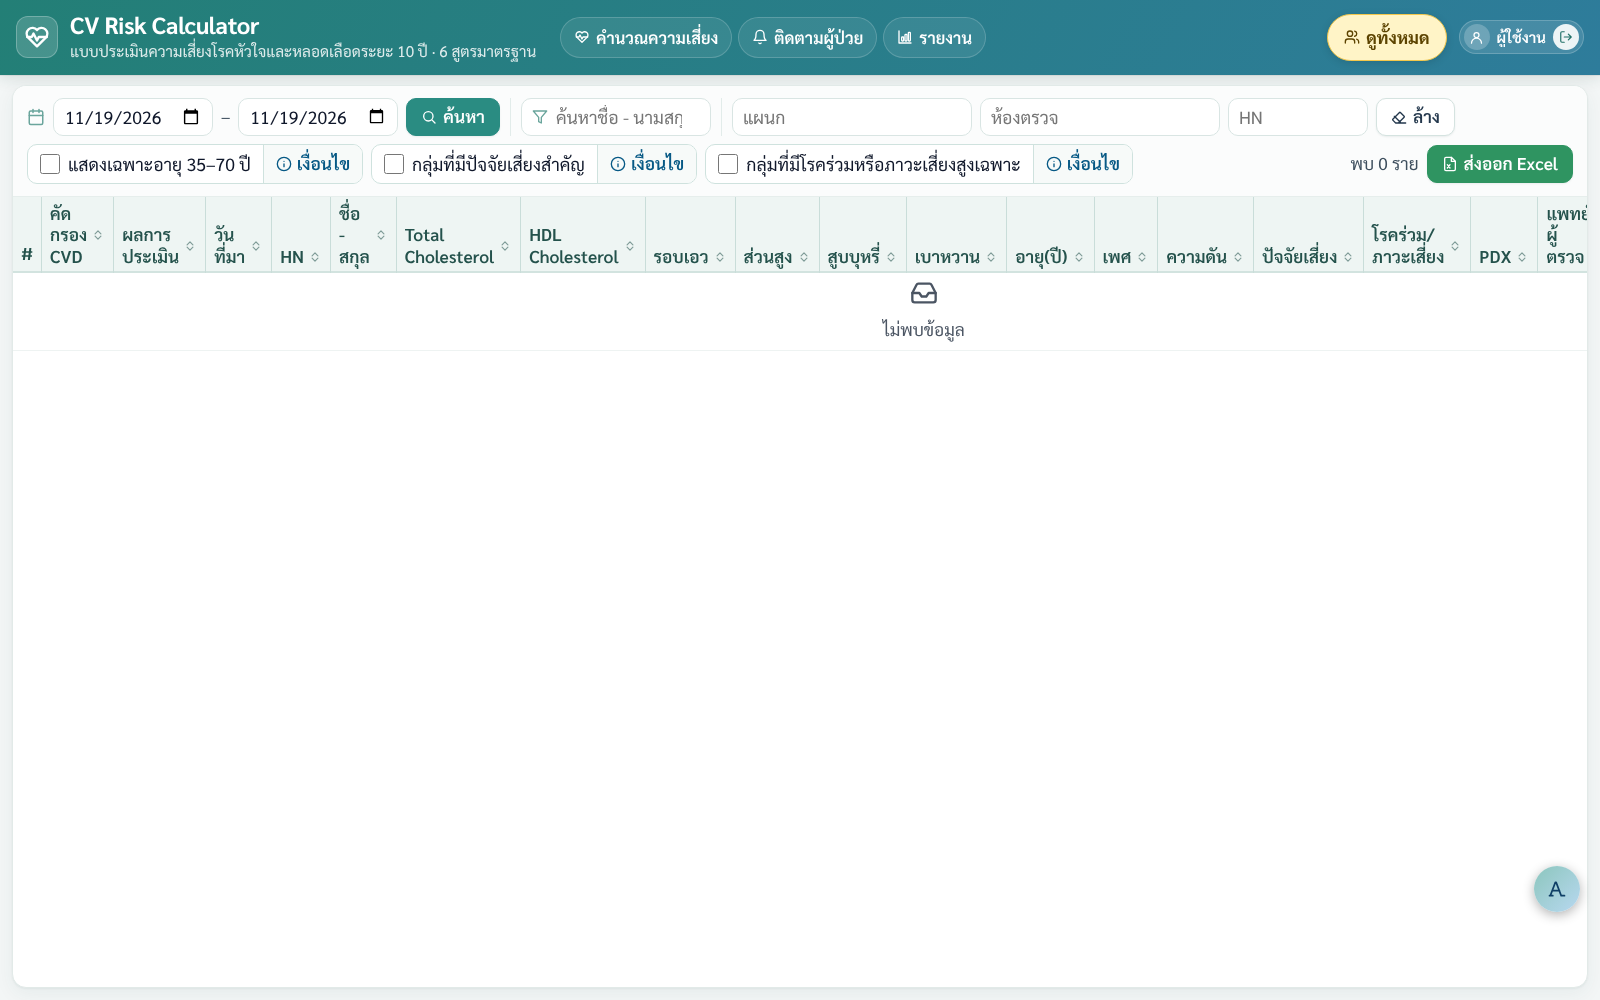 CV Risk Calculator
แบบประเมินความเสี่ยงโรคหัวใจและหลอดเลือดระยะ 10 ปี · 6 สูตรมาตรฐาน
คำนวณความเสี่ยง
ติดตามผู้ป่วย
รายงาน
ดูทั้งหมด
ผู้ใช้งาน
11/19/2026 – 11/19/2026
ค้นหา
ค้นหาชื่อ - นามสกุ
แผนก
ห้องตรวจ
HN
ล้าง
แสดงเฉพาะอายุ 35–70 ปี
เงื่อนไข
กลุ่มที่มีปัจจัยเสี่ยงสำคัญ
เงื่อนไข
กลุ่มที่มีโรคร่วมหรือภาวะเสี่ยงสูงเฉพาะ
เงื่อนไข
พบ 0 ราย
ส่งออก Excel
#
คัด
กรอง
CVD
ผลการ
ประเมิน
วัน
ที่มา
HN
ชื่อ
-
สกุล
Total
Cholesterol
HDL
Cholesterol
รอบเอว
ส่วนสูง
สูบบุหรี่
เบาหวาน
อายุ(ปี)
เพศ
ความดัน
ปัจจัยเสี่ยง
โรคร่วม/
ภาวะเสี่ยง
PDX
แพทย์
ผู้
ตรวจ
ไม่พบข้อมูล
A